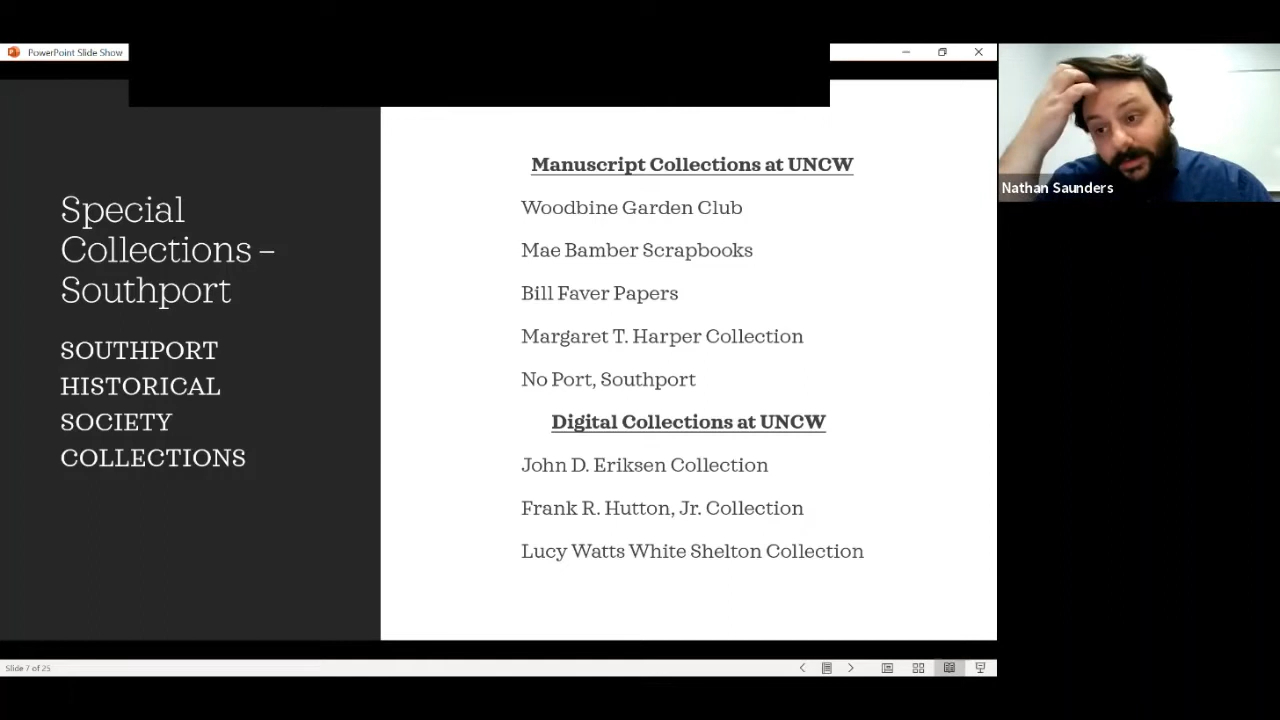 PowerPoint Slide Show
Special
Collections –
Southport
SOUTHPORT
HISTORICAL
SOCIETY
COLLECTIONS
Manuscript Collections at UNCW
Woodbine Garden Club
Mae Bamber Scrapbooks
Bill Faver Papers
Margaret T. Harper Collection
No Port, Southport
Digital Collections at UNCW
John D. Eriksen Collection
Frank R. Hutton, Jr. Collection
Lucy Watts White Shelton Collection
Nathan Saunders
Slide 7 of 25